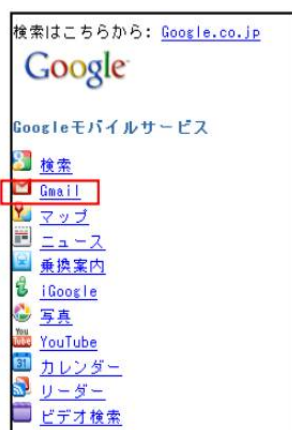 検索はこちらから: Google.co.jp
Google
Googleモバイルサービス
検索
Gmail
マップ
ニュース
乗換案内
iGoogle
写真
You Tube YouTube
31 カレンダー
リーダー
ビデオ検索